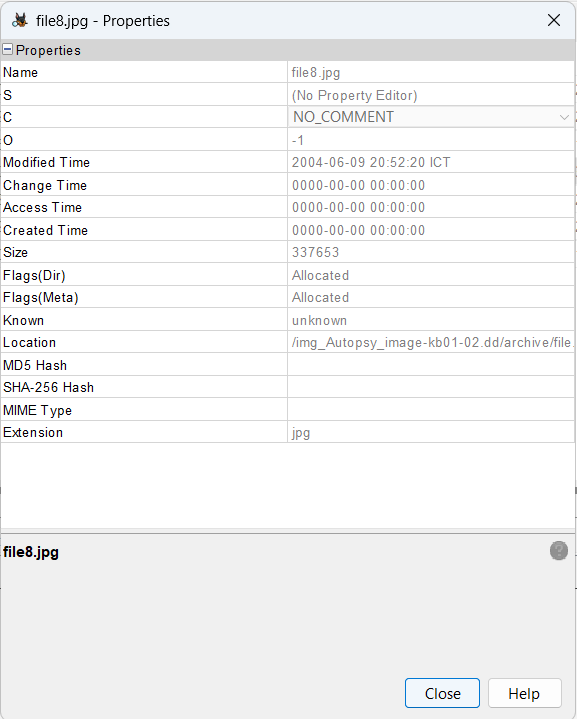 file8.jpg - Properties
Properties
Name file8.jpg
S (No Property Editor)
C NO_COMMENT
O -1
Modified Time 2004-06-09 20:52:20 ICT
Change Time 0000-00-00 00:00:00
Access Time 0000-00-00 00:00:00
Created Time 0000-00-00 00:00:00
Size 337653
Flags(Dir) Allocated
Flags(Meta) Allocated
Known unknown
Location /img_Autopsy_image-kb01-02.dd/archive/file.
MD5 Hash
SHA-256 Hash
MIME Type
Extension jpg
file8.jpg
?
Close Help